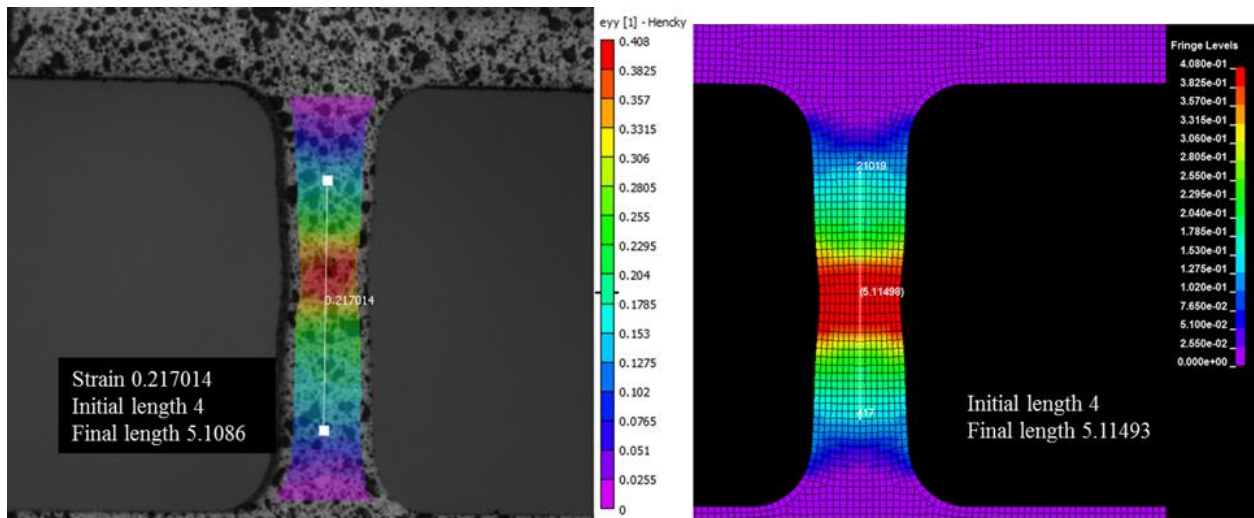 eyy [1] - Hencky
0.408
0.3825
0.357
0.3315
0.306
0.2805
0.255
0.2295
0.204
0.1785
0.153
0.1275
0.102
0.0765
0.051
0.0255
0
0.217014
Strain 0.217014
Initial length 4
Final length 5.1086
Fringe Levels
4.080e-01
3.825e-01
3.570e-01
3.315e-01
3.060e-01
2.805e-01
2.550e-01
2.295e-01
2.040e-01
1.785e-01
1.530e-01
1.275e-01
1.020e-01
7.650e-02
5.100e-02
2.550e-02
0.000e+00
21019
(5.11493)
417
Initial length 4
Final length 5.11493